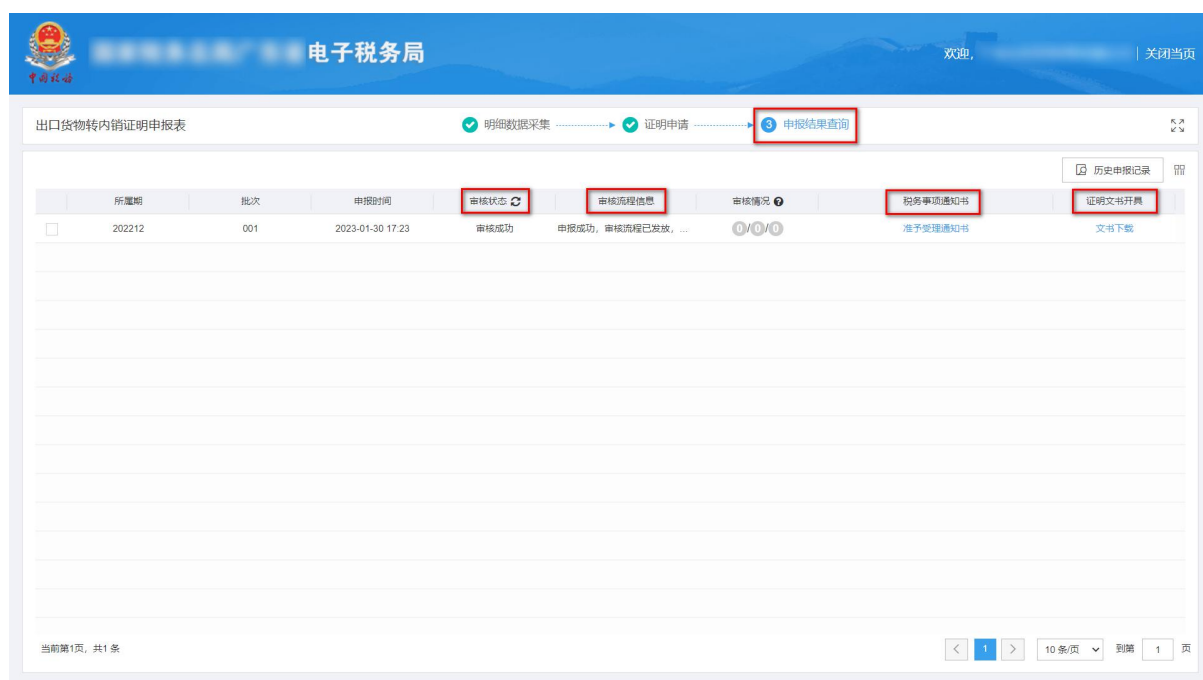 中国税务
电子税务局
欢迎,
关闭当页
出口货物转内销证明申报表
明细数据采集
证明申请
3 申报结果查询
历史申报记录
所属期 批次 申报时间 审核状态 审核流程信息 审核情况 税务事项通知书 证明文书开具
202212 001 2023-01-30 17:23 审核成功 申报成功，审核流程已发放，... 0/0/0 准予受理通知书 文书下载
当前第1页，共1条
< 1 > 10 条/页 到第 1 页